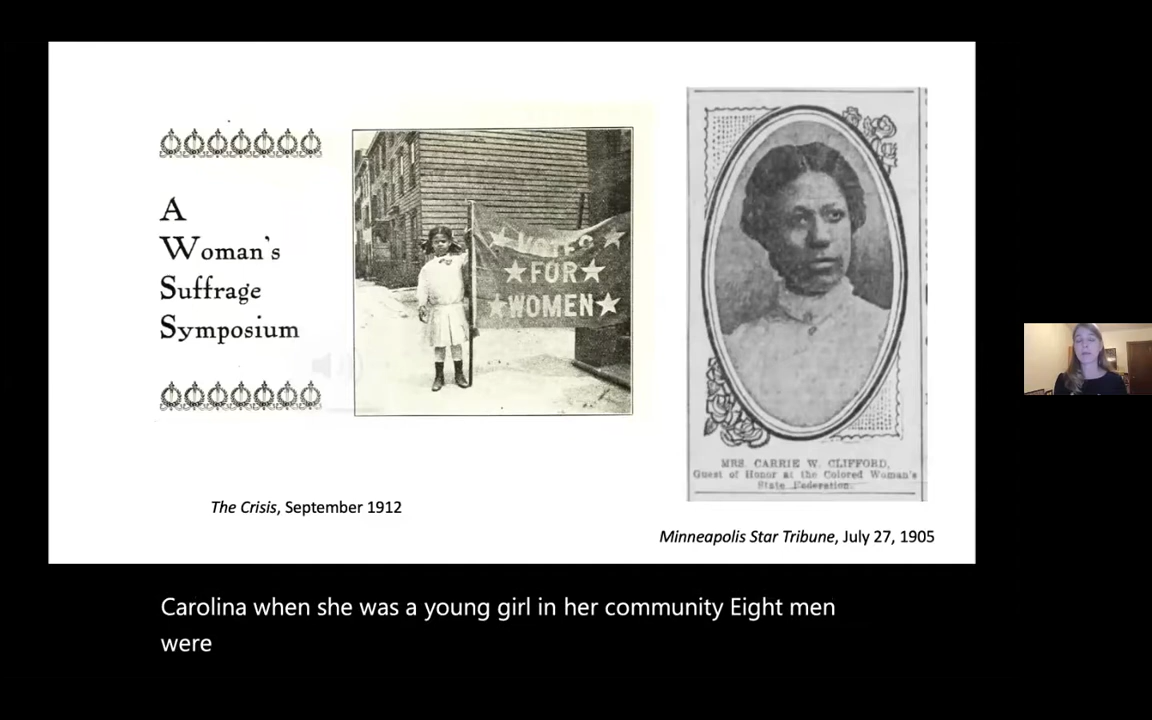 A
Woman's
Suffrage
Symposium
VOTES
FOR
WOMEN
MRS. CARRIE W. CLIFFORD,
Guest of Honor at the Colored Woman's
State Federation.
The Crisis, September 1912
Minneapolis Star Tribune, July 27, 1905
Carolina when she was a young girl in her community Eight men
were